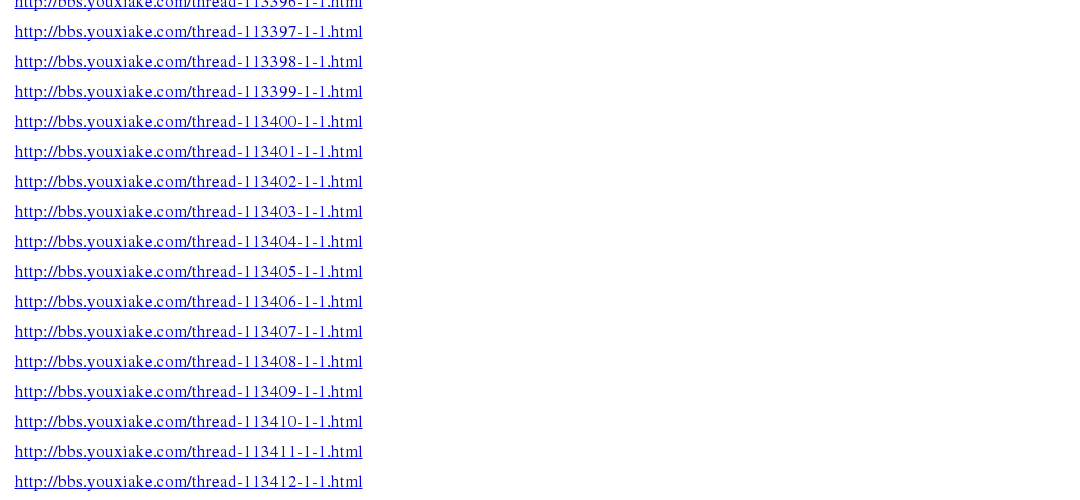 http://bbs.youxiake.com/thread-113396-1-1.html
http://bbs.youxiake.com/thread-113397-1-1.html
http://bbs.youxiake.com/thread-113398-1-1.html
http://bbs.youxiake.com/thread-113399-1-1.html
http://bbs.youxiake.com/thread-113400-1-1.html
http://bbs.youxiake.com/thread-113401-1-1.html
http://bbs.youxiake.com/thread-113402-1-1.html
http://bbs.youxiake.com/thread-113403-1-1.html
http://bbs.youxiake.com/thread-113404-1-1.html
http://bbs.youxiake.com/thread-113405-1-1.html
http://bbs.youxiake.com/thread-113406-1-1.html
http://bbs.youxiake.com/thread-113407-1-1.html
http://bbs.youxiake.com/thread-113408-1-1.html
http://bbs.youxiake.com/thread-113409-1-1.html
http://bbs.youxiake.com/thread-113410-1-1.html
http://bbs.youxiake.com/thread-113411-1-1.html
http://bbs.youxiake.com/thread-113412-1-1.html